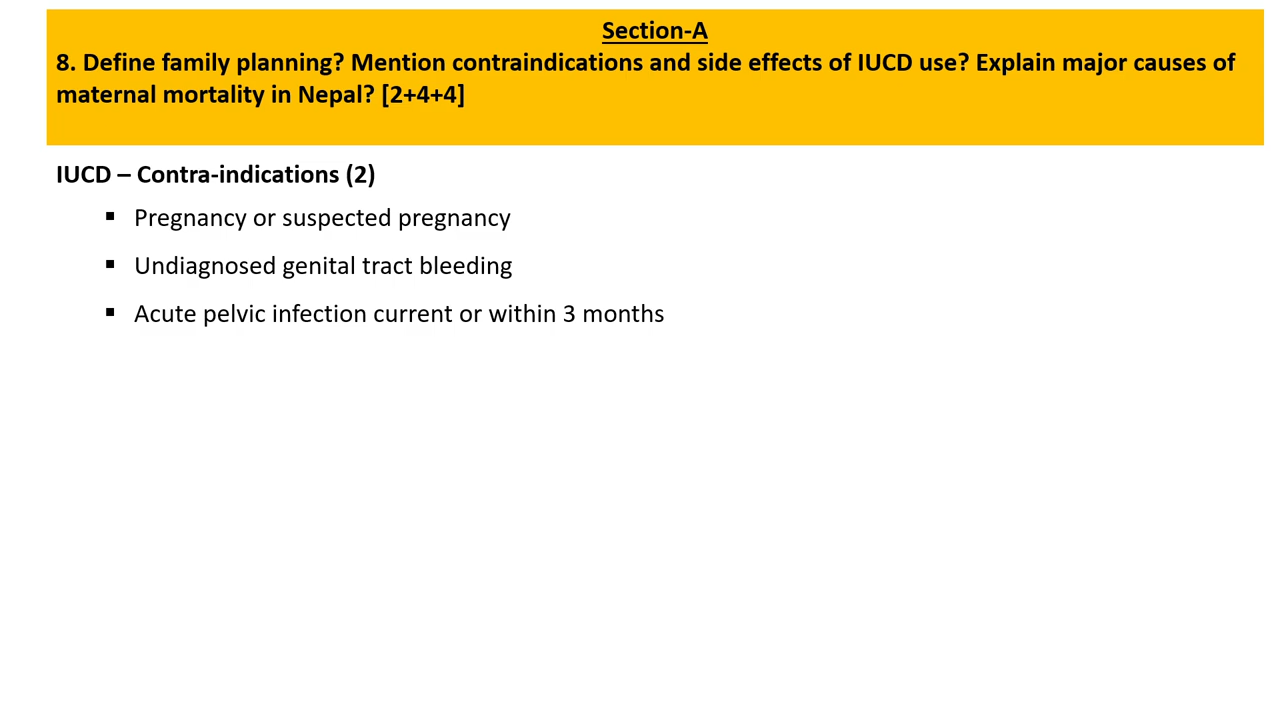 Section-A
8. Define family planning? Mention contraindications and side effects of IUCD use? Explain major causes of
maternal mortality in Nepal? [2+4+4]
IUCD – Contra-indications (2)
▪ Pregnancy or suspected pregnancy
▪ Undiagnosed genital tract bleeding
▪ Acute pelvic infection current or within 3 months